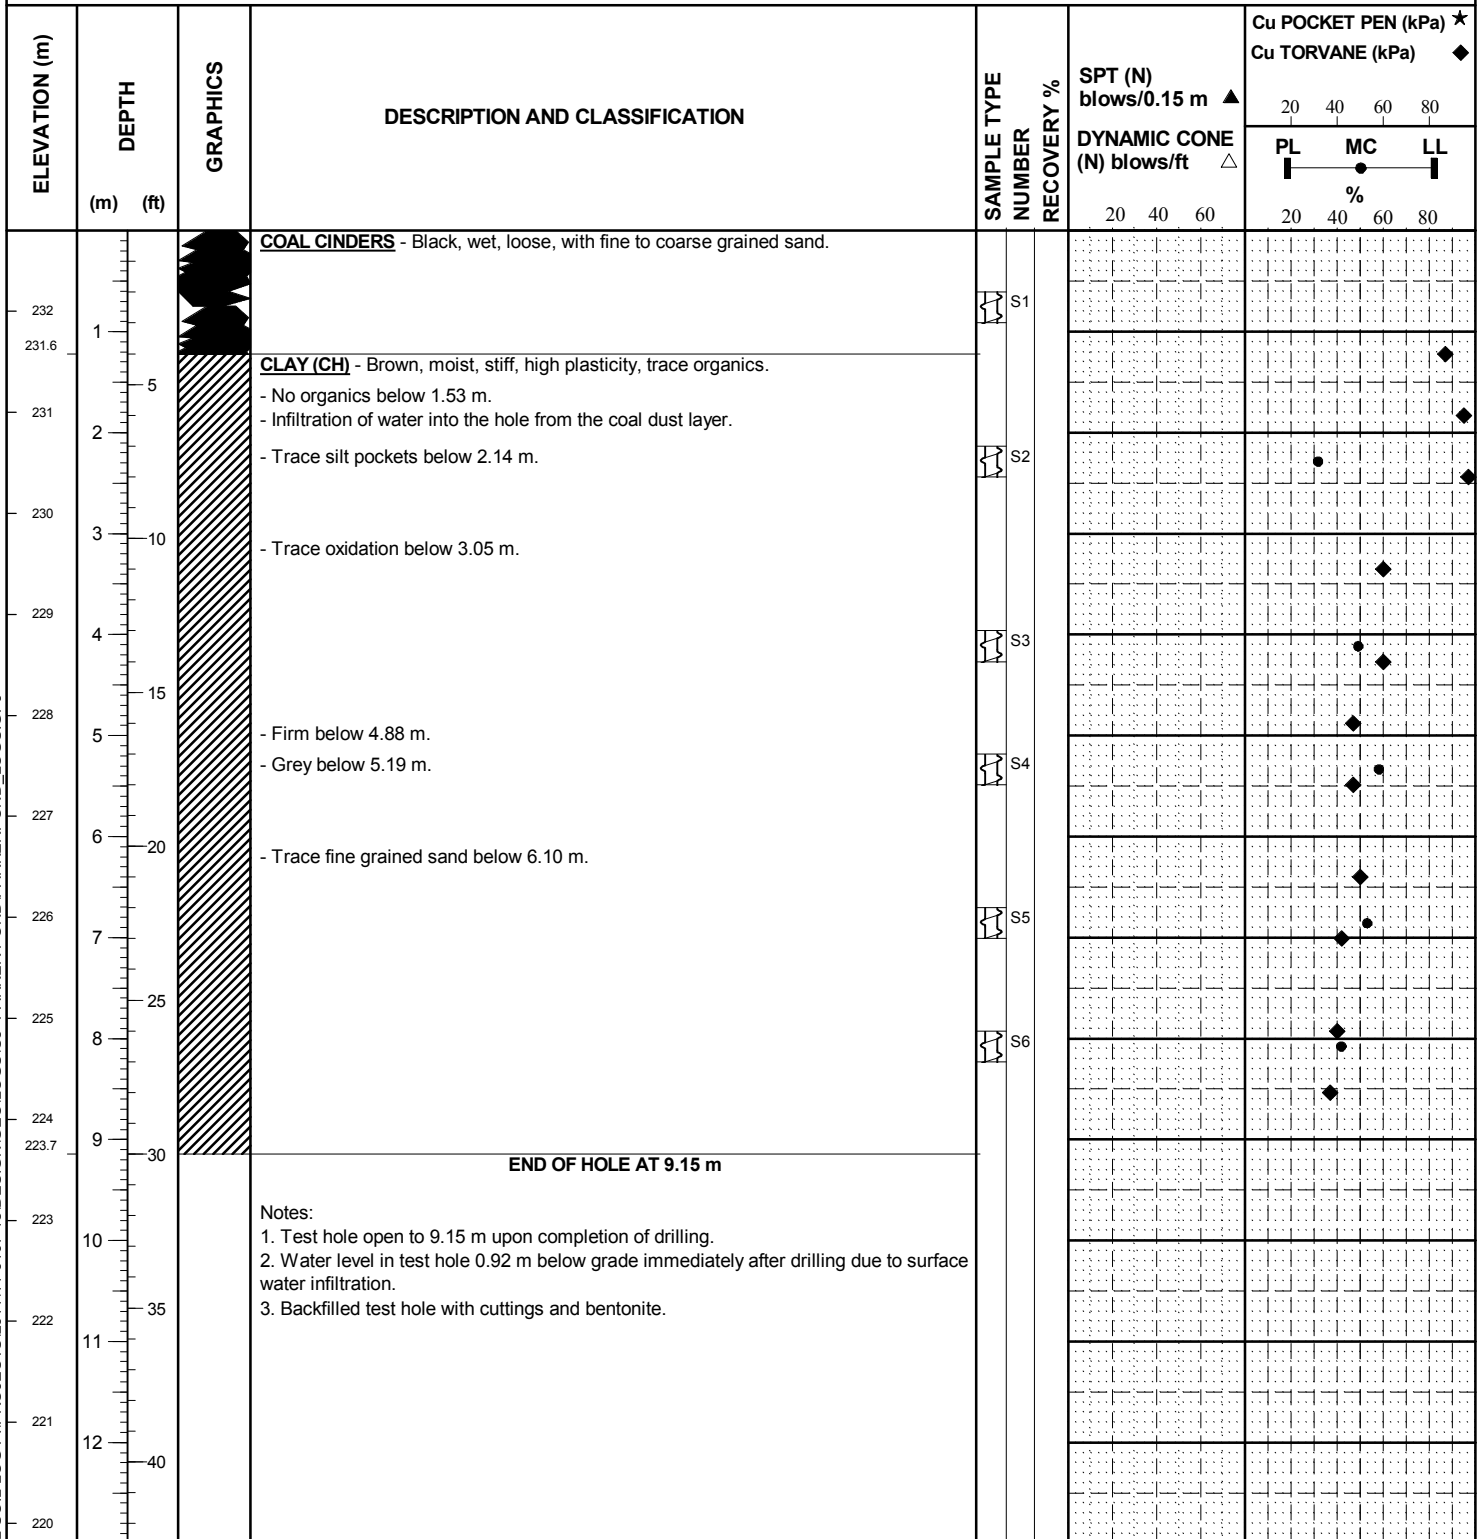 ELEVATION (m)
DEPTH
(m) (ft)
GRAPHICS
DESCRIPTION AND CLASSIFICATION
SAMPLE TYPE
NUMBER
RECOVERY %
SPT (N)
blows/0.15 m ▲
DYNAMIC CONE
(N) blows/ft △
20 40 60
Cu POCKET PEN (kPa) ★
Cu TORVANE (kPa) ◆
20 40 60 80
PL MC LL
%
20 40 60 80
COAL CINDERS - Black, wet, loose, with fine to coarse grained sand.
S1
232
1
231.6
CLAY (CH) - Brown, moist, stiff, high plasticity, trace organics.
5
- No organics below 1.53 m.
231
- Infiltration of water into the hole from the coal dust layer.
2
- Trace silt pockets below 2.14 m.
S2
230
3
10
- Trace oxidation below 3.05 m.
229
4
S3
15
228
- Firm below 4.88 m.
5
- Grey below 5.19 m.
S4
227
6
20
- Trace fine grained sand below 6.10 m.
226
S5
7
25
225
8
S6
224
9
223.7
30
END OF HOLE AT 9.15 m
Notes:
223
1. Test hole open to 9.15 m upon completion of drilling.
10
2. Water level in test hole 0.92 m below grade immediately after drilling due to surface
water infiltration.
3. Backfilled test hole with cuttings and bentonite.
35
222
11
221
12
40
220